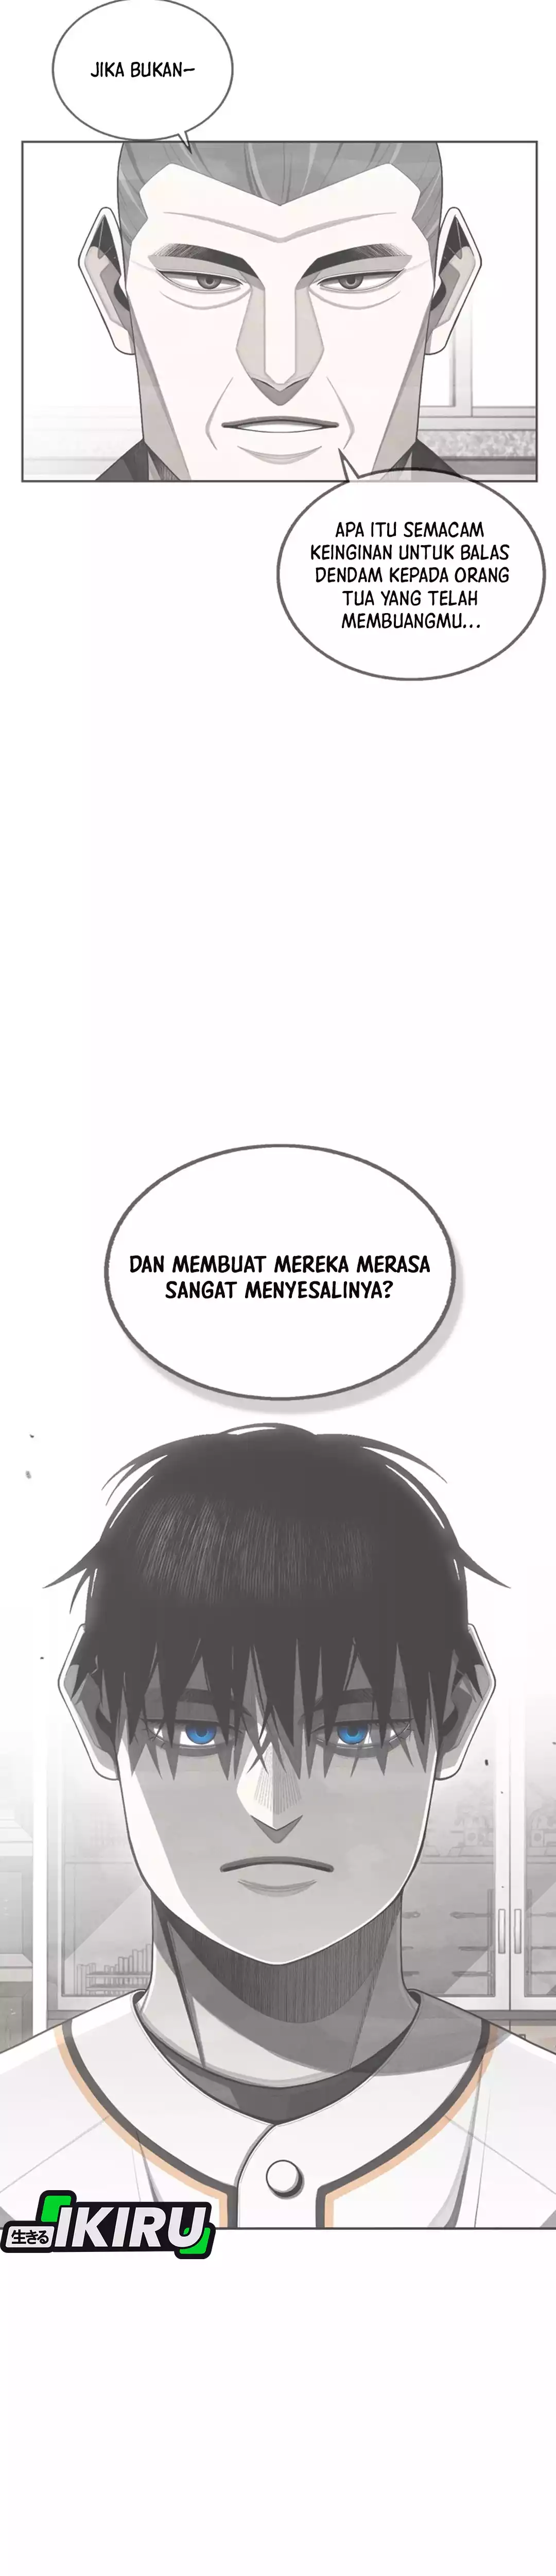 JIKA BUKAN-
APA ITU SEMACAM
KEINGINAN UNTUK BALAS
DENDAM KEPADA ORANG
TUA YANG TELAH
MEMBUANGMU...
DAN MEMBUAT MEREKA MERASA
SANGAT MENYESALINYA?
生きる IKIRU